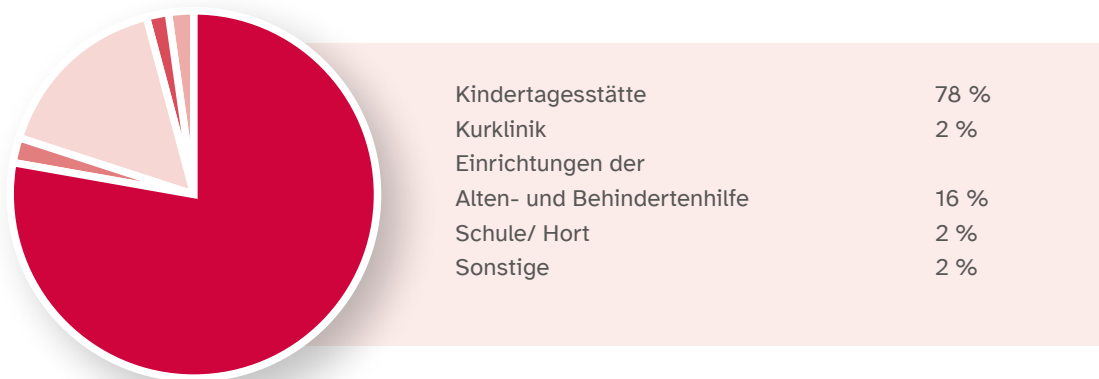 Kindertagesstätte 78 %
Kurklinik 2 %
Einrichtungen der
Alten- und Behindertenhilfe 16 %
Schule/ Hort 2 %
Sonstige 2 %